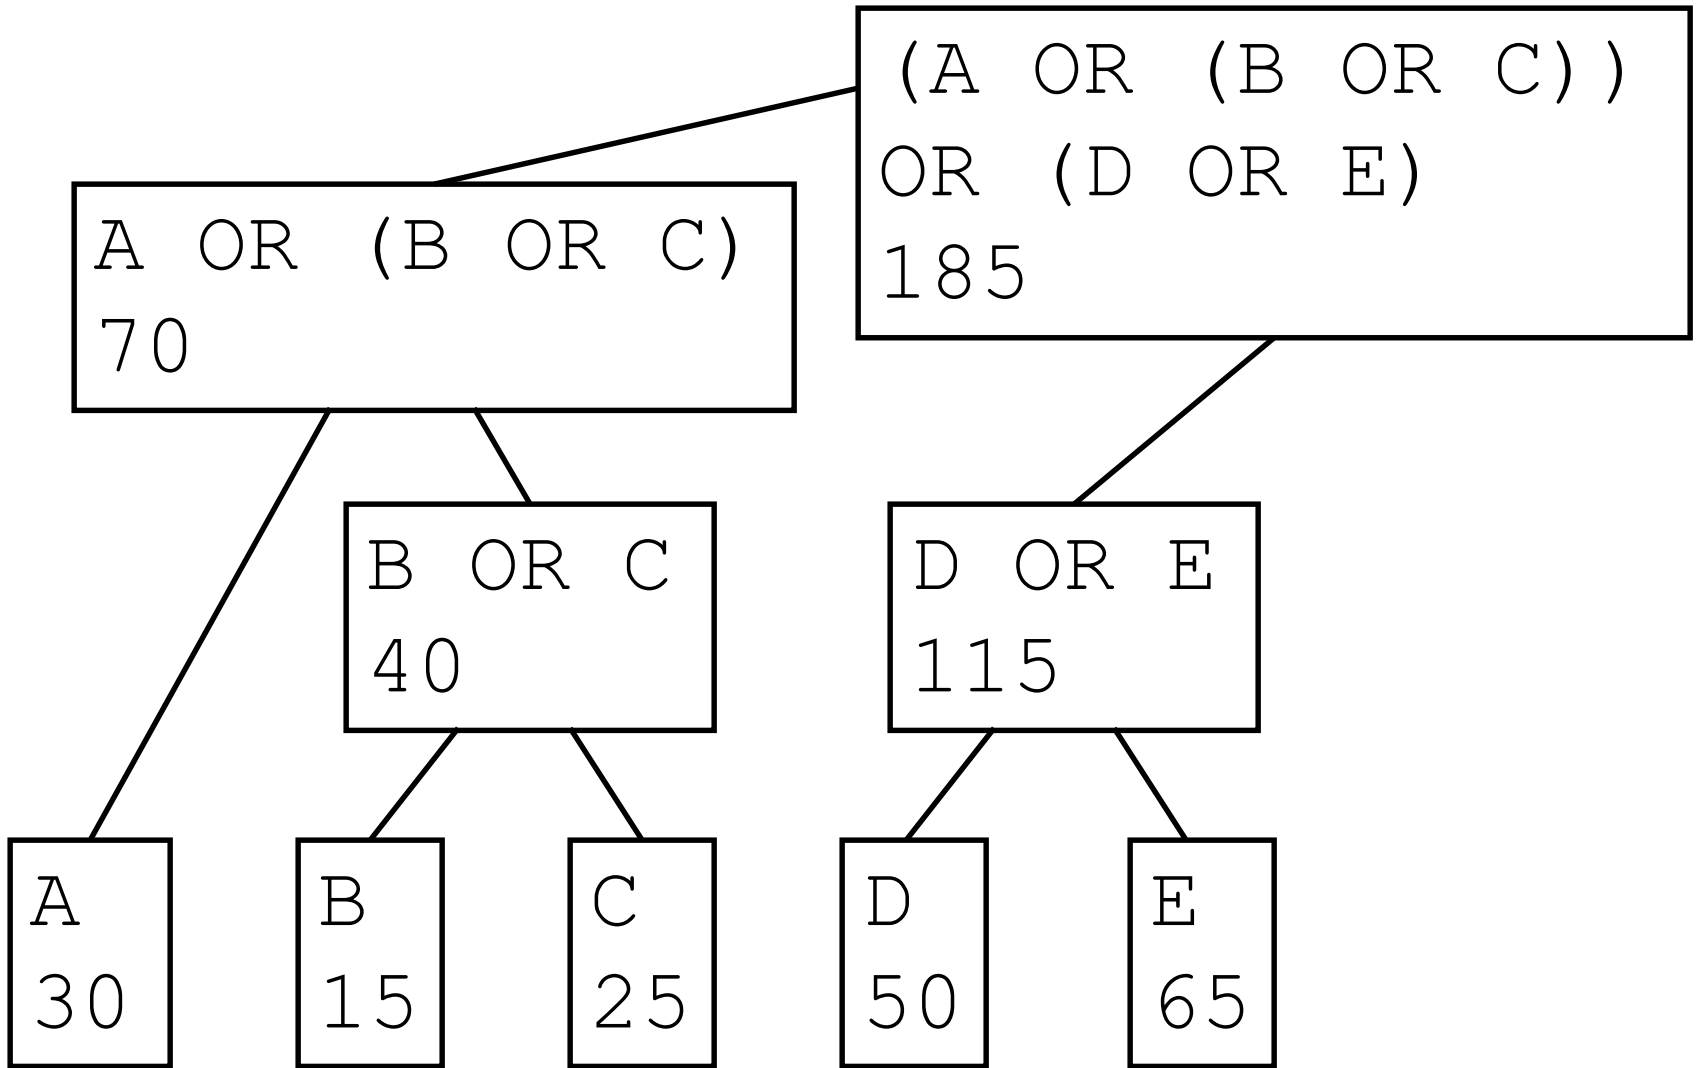 (A OR (B OR C))
OR (D OR E)
185
A OR (B OR C)
70
B OR C
40
D OR E
115
A
30
B
15
C
25
D
50
E
65